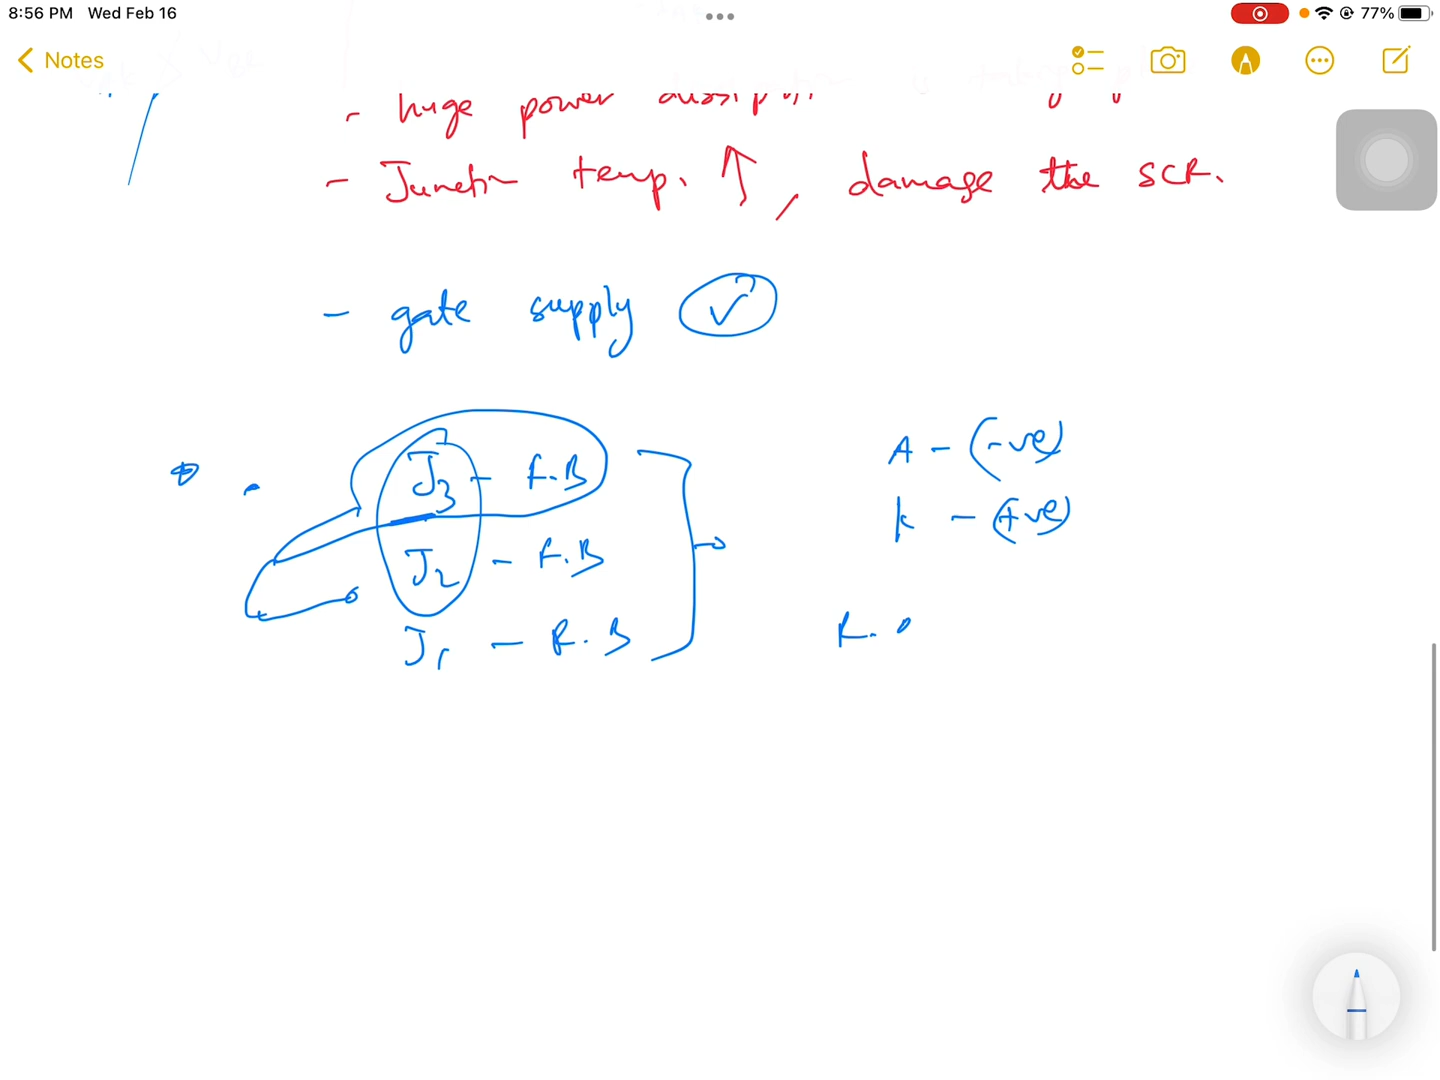 8:56 PM Wed Feb 16
77%
Notes
- huge power
- Junctn temp. ↑, damage the SCR.
- gate supply ✓
J3 - F.B
J2 - F.B
J1 - R.B
A - (-ve)
k - (+ve)
R.